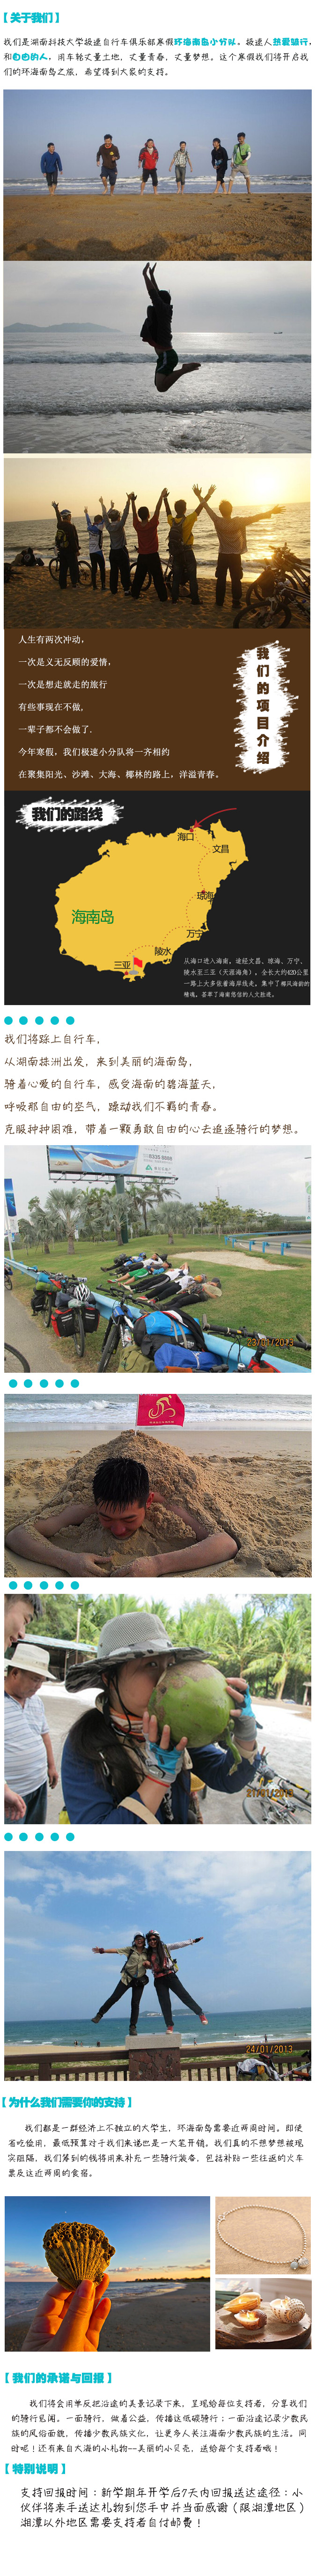 【关于我们】
我们是湖南科技大学极速自行车俱乐部寒假环海南岛小分队。极速人热爱骑行,
和自由的人。用车轮丈量土地,丈量青春,丈量梦想。这个寒假我们将开启我
们的环海南岛之旅,希望得到大家的支持。
人生有两次冲动,
一次是义无反顾的爱情,
一次是想走就走的旅行
有些事现在不做,
一辈子都不会做了.
今年寒假,我们极速小分队将一齐相约
在聚集阳光、沙滩、大海、椰林的路上,洋溢青春。
我们的项目介绍
我们的路线
海口
文昌
琼海
海南岛
万宁
陵水
三亚
从海口进入海南,途经文昌、琼海、万宁、
陵水至三亚(天涯海角),全长大约420公里
一路上大多依着海岸线走,集中了椰风海韵的
精魂,荟萃了海南悠信的人文胜迹。
我们将踩上自行车,
从湖南株洲出发,来到美丽的海南岛,
骑着心爱的自行车,感受海南的碧海蓝天,
呼吸那自由的空气,躁动我们不羁的青春。
克服种种困难,带着一颗勇敢自由的心去追逐骑行的梦想。
23/01/2013
21/01/2013
24/01/2013
【为什么我们需要你的支持】
我们都是一群经济上不独立的大学生,环海南岛需要近两周时间。即使
省吃俭用,最低预算对于我们来说也是一大笔开销。我们真的不想梦想被现
实阻隔,我们筹到的钱将用来补充一些骑行装备,包括补贴一些往返的火车
票及这近两周的食宿。
【我们的承诺与回报】
我们将会用单反把沿途的美景记录下来,呈现给每位支持者,分享我们
的骑行见闻。一面骑行,做着公益,传播这低碳骑行;一面沿途记录少数民
族的风俗面貌,传播少数民族文化,让更多人关注海南少数民族的生活。同
时呢!还有来自大海的小礼物--美丽的小贝壳,送给每个支持者哦!
【特别说明】
支持回报时间:新学期年开学后7天内回报送达途径:小
伙伴将亲手送达礼物到您手中并当面感谢(限湘潭地区)
湘潭以外地区需要支持者自付邮费!